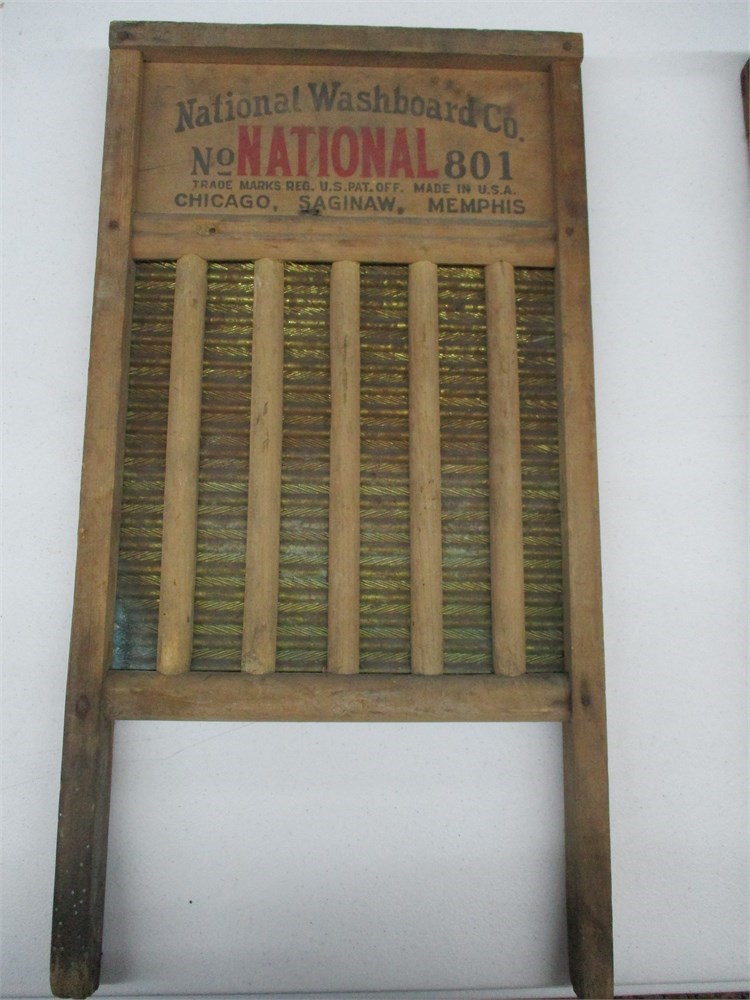 National Washboard Co.
No NATIONAL 801
TRADE MARKS REG. U.S. PAT. OFF. MADE IN U.S.A.
CHICAGO, SAGINAW, MEMPHIS